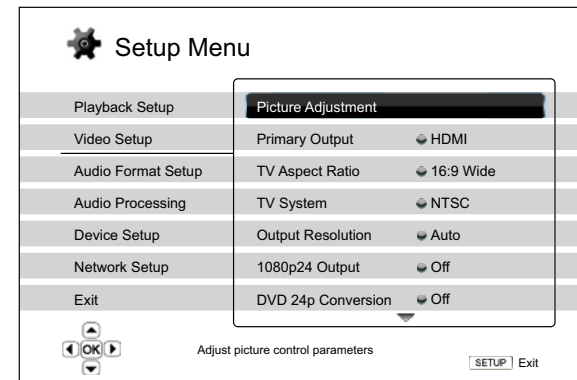 Setup Menu
Playback Setup
Picture Adjustment
Video Setup
Primary Output
HDMI
Audio Format Setup
TV Aspect Ratio
16:9 Wide
Audio Processing
TV System
NTSC
Device Setup
Output Resolution
Auto
Network Setup
1080p24 Output
Off
Exit
DVD 24p Conversion
Off
OK
Adjust picture control parameters
SETUP Exit